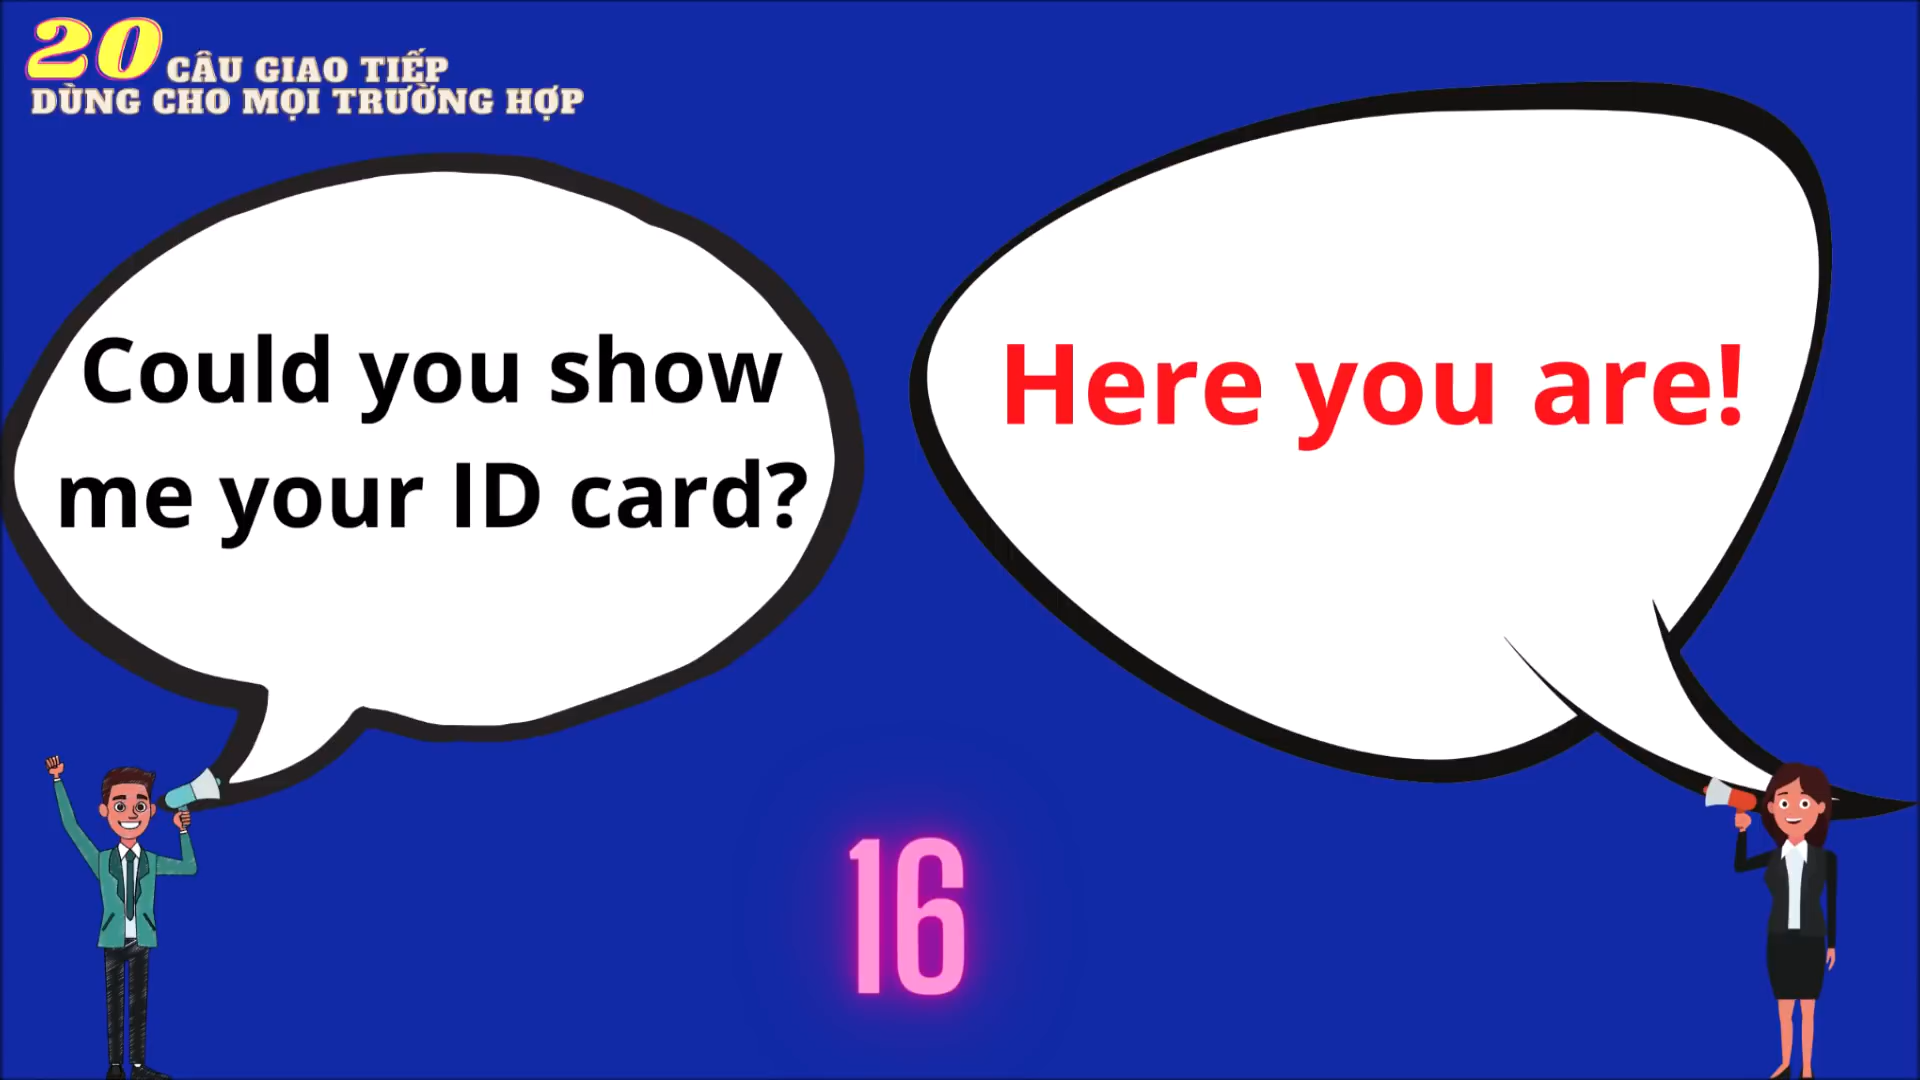 20 CÂU GIAO TIẾP
DÙNG CHO MỌI TRƯỜNG HỢP
Could you show
me your ID card?
Here you are!
16